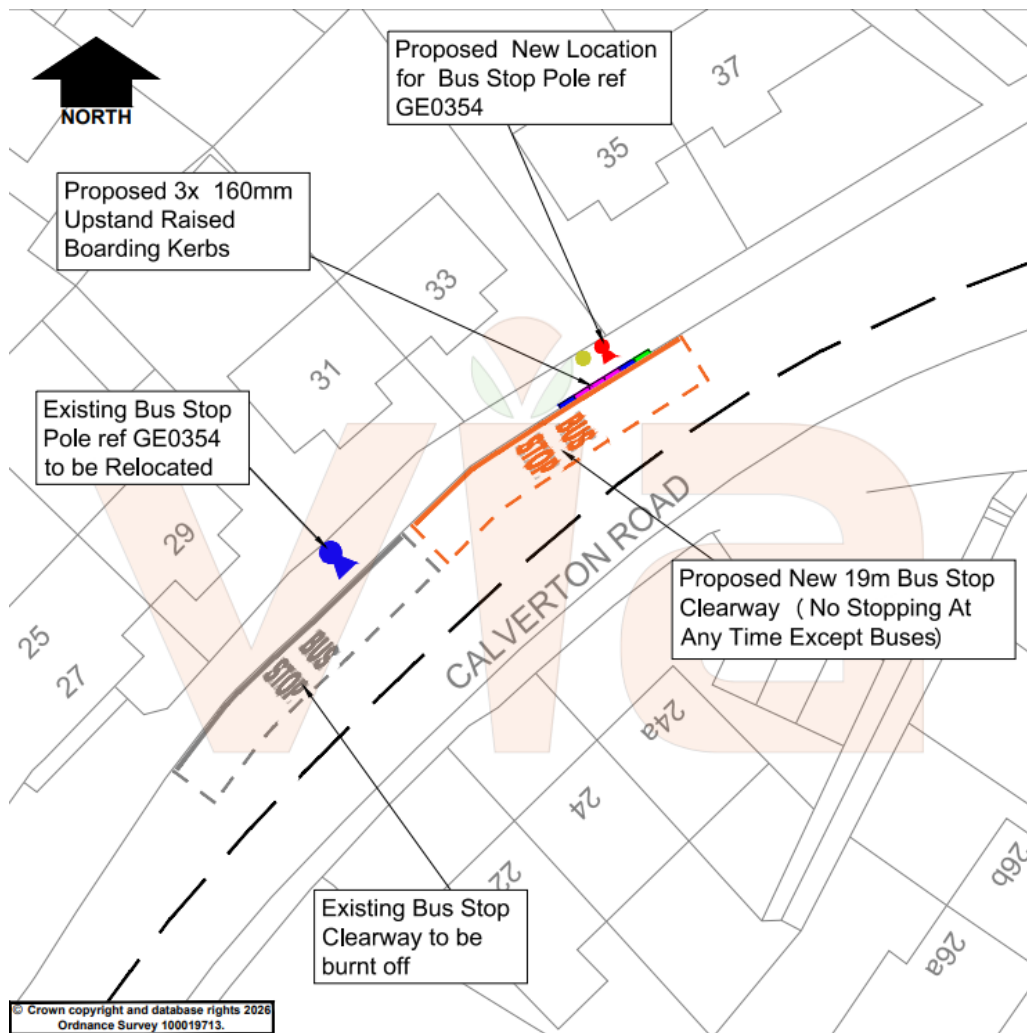 Proposed  New Location
for  Bus Stop Pole ref
GE0354
NORTH
37
35
Proposed 3x  160mm
Upstand Raised
Boarding Kerbs
33
31
Existing Bus Stop
Pole ref GE0354
to be Relocated
BUS
STOP
29
CALVERTON ROAD
Proposed New 19m Bus Stop
Clearway  ( No Stopping At
Any Time Except Buses)
25
27
BUS
STOP
via
24a
24
22
26b
26a
Existing Bus Stop
Clearway to be
burnt off
© Crown copyright and database rights 2026
Ordnance Survey 100019713.